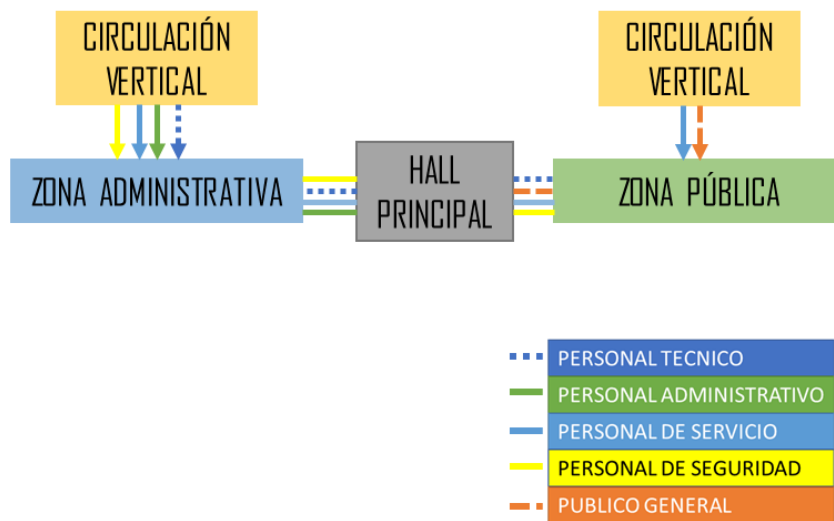 CIRCULACIÓN
VERTICAL
CIRCULACIÓN
VERTICAL
ZONA ADMINISTRATIVA
HALL
PRINCIPAL
ZONA PÚBLICA
PERSONAL TECNICO
PERSONAL ADMINISTRATIVO
PERSONAL DE SERVICIO
PERSONAL DE SEGURIDAD
PUBLICO GENERAL